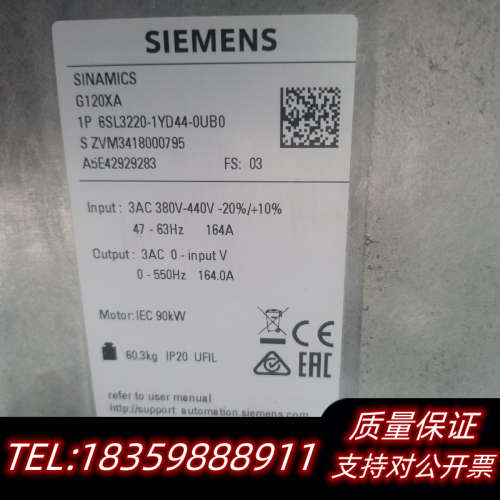 SIEMENS
SINAMICS
G120XA
1P 6SL3220-1YD44-0UB0
S ZVM3418000795
A5E42929283 FS: 03
Input: 3AC 380V-440V -20%/+10%
47 - 63Hz 164A
Output: 3AC 0 - input V
0 - 550Hz 164.0A
Motor: IEC 90kW
60.3kg IP20 UFIL
CE
EAC
refer to user manual
http://support.automation.siemens.com
质量保证
TEL:18359888911
支持对公开票